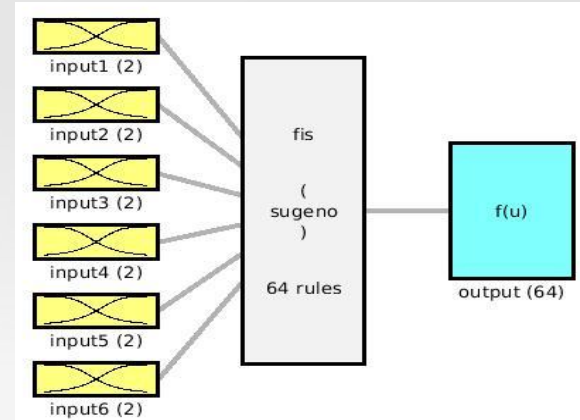 input1 (2)
input2 (2)
input3 (2)
input4 (2)
input5 (2)
input6 (2)
fis
(
sugeno
)
64 rules
f(u)
output (64)